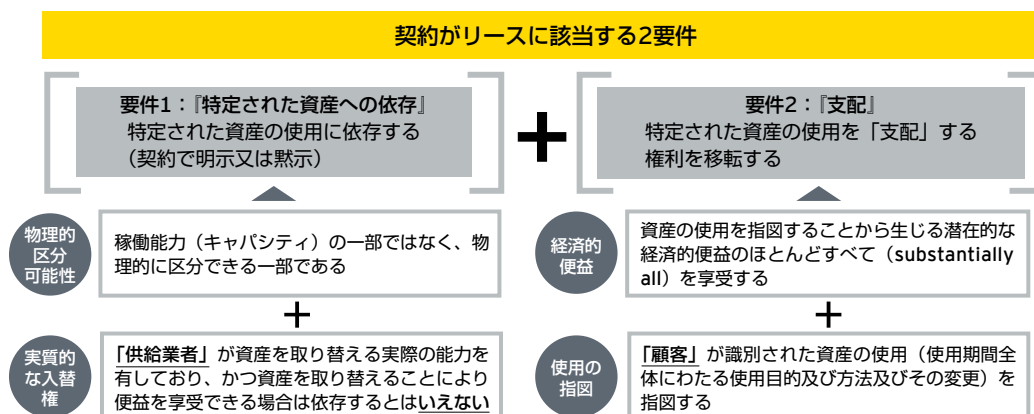 契約がリースに該当する2要件
要件1：『特定された資産への依存』
特定された資産の使用に依存する
（契約で明示又は黙示）
+
要件2：『支配』
特定された資産の使用を「支配」する
権利を移転する
物理的
区分
可能性
稼働能力（キャパシティ）の一部ではなく、物
理的に区分できる一部である
+
実質的
な入替
権
「供給業者」が資産を取り替える実際の能力を
有しており、かつ資産を取り替えることにより
便益を享受できる場合は依存するとはいえない
経済的
便益
資産の使用を指図することから生じる潜在的な
経済的便益のほとんどすべて（substantially
all）を享受する
+
使用の
指図
「顧客」が識別された資産の使用（使用期間全
体にわたる使用目的及び方法及びその変更）を
指図する